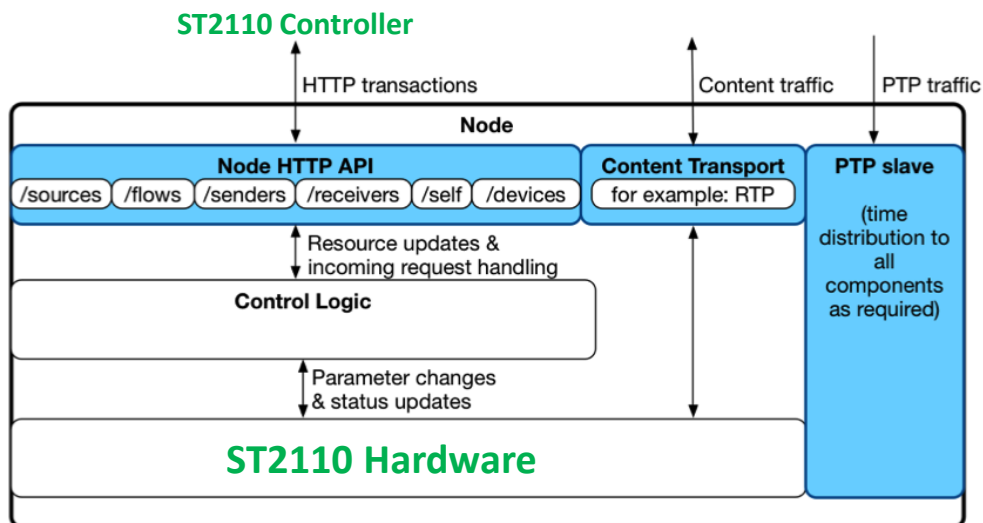 ST2110 Controller
HTTP transactions
Content traffic
PTP traffic
Node
Node HTTP API
/sources
/flows
/senders
/receivers
/self
/devices
Content Transport
for example: RTP
PTP slave
(time
distribution to
all
components
as required)
Resource updates &
incoming request handling
Control Logic
Parameter changes
& status updates
ST2110 Hardware